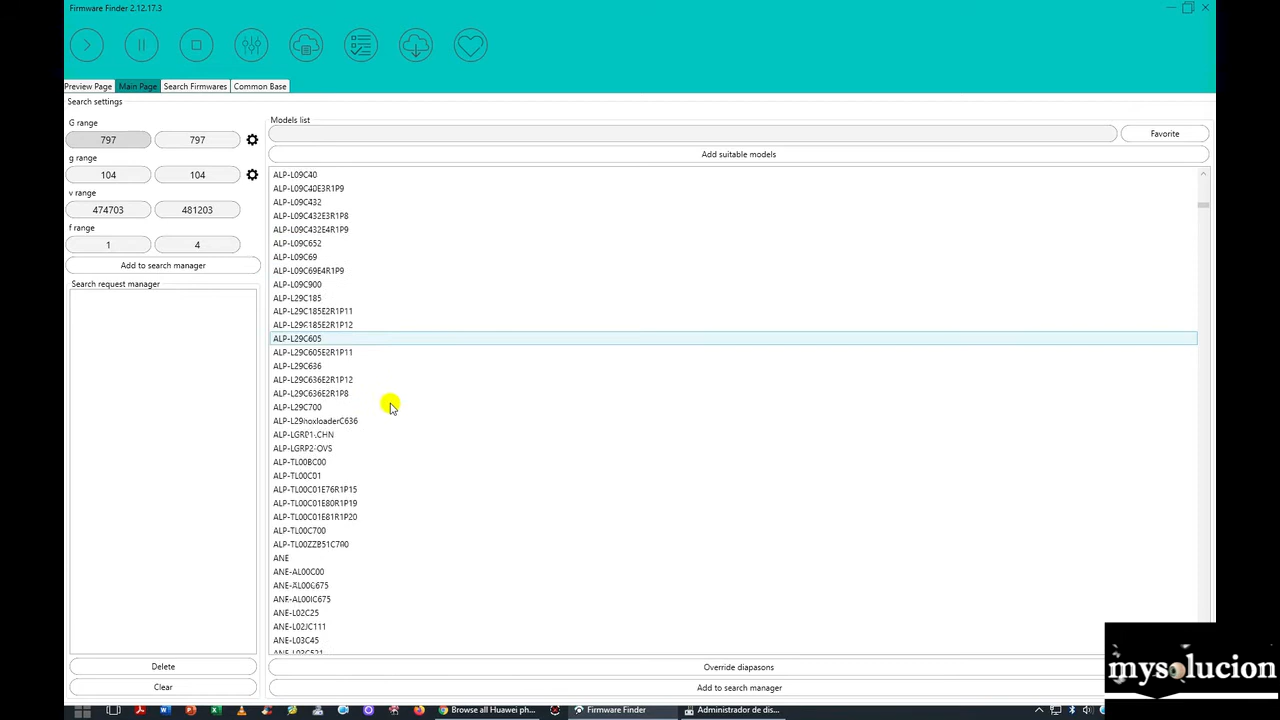 Firmware Finder 2.12.17.3
Preview Page
Main Page
Search Firmwares
Common Base
Search settings
G range
797
797
g range
104
104
v range
474703
481203
f range
1
4
Add to search manager
Search request manager
Delete
Clear
Models list
Favorite
Add suitable models
ALP-L09C40
ALP-L09C40E3R1P9
ALP-L09C432
ALP-L09C432E3R1P8
ALP-L09C432E4R1P9
ALP-L09C652
ALP-L09C69
ALP-L09C69E4R1P9
ALP-L09C900
ALP-L29C185
ALP-L29C185E2R1P11
ALP-L29C185E2R1P12
ALP-L29C605
ALP-L29C605E2R1P11
ALP-L29C636
ALP-L29C636E2R1P12
ALP-L29C636E2R1P8
ALP-L29C700
ALP-L29hoxloaderC636
ALP-LGRP1-CHN
ALP-LGRP2-OVS
ALP-TL00BC00
ALP-TL00C01
ALP-TL00C01E76R1P15
ALP-TL00C01E80R1P19
ALP-TL00C01E81R1P20
ALP-TL00C700
ALP-TL00ZZB51C700
ANE
ANE-AL00C00
ANE-AL00C675
ANE-AL00IC675
ANE-L02C25
ANE-L02JC111
ANE-L03C45
Override diapasons
Add to search manager
mysolucion
Browse all Huawei ph...
Firmware Finder
Administrador de dis...